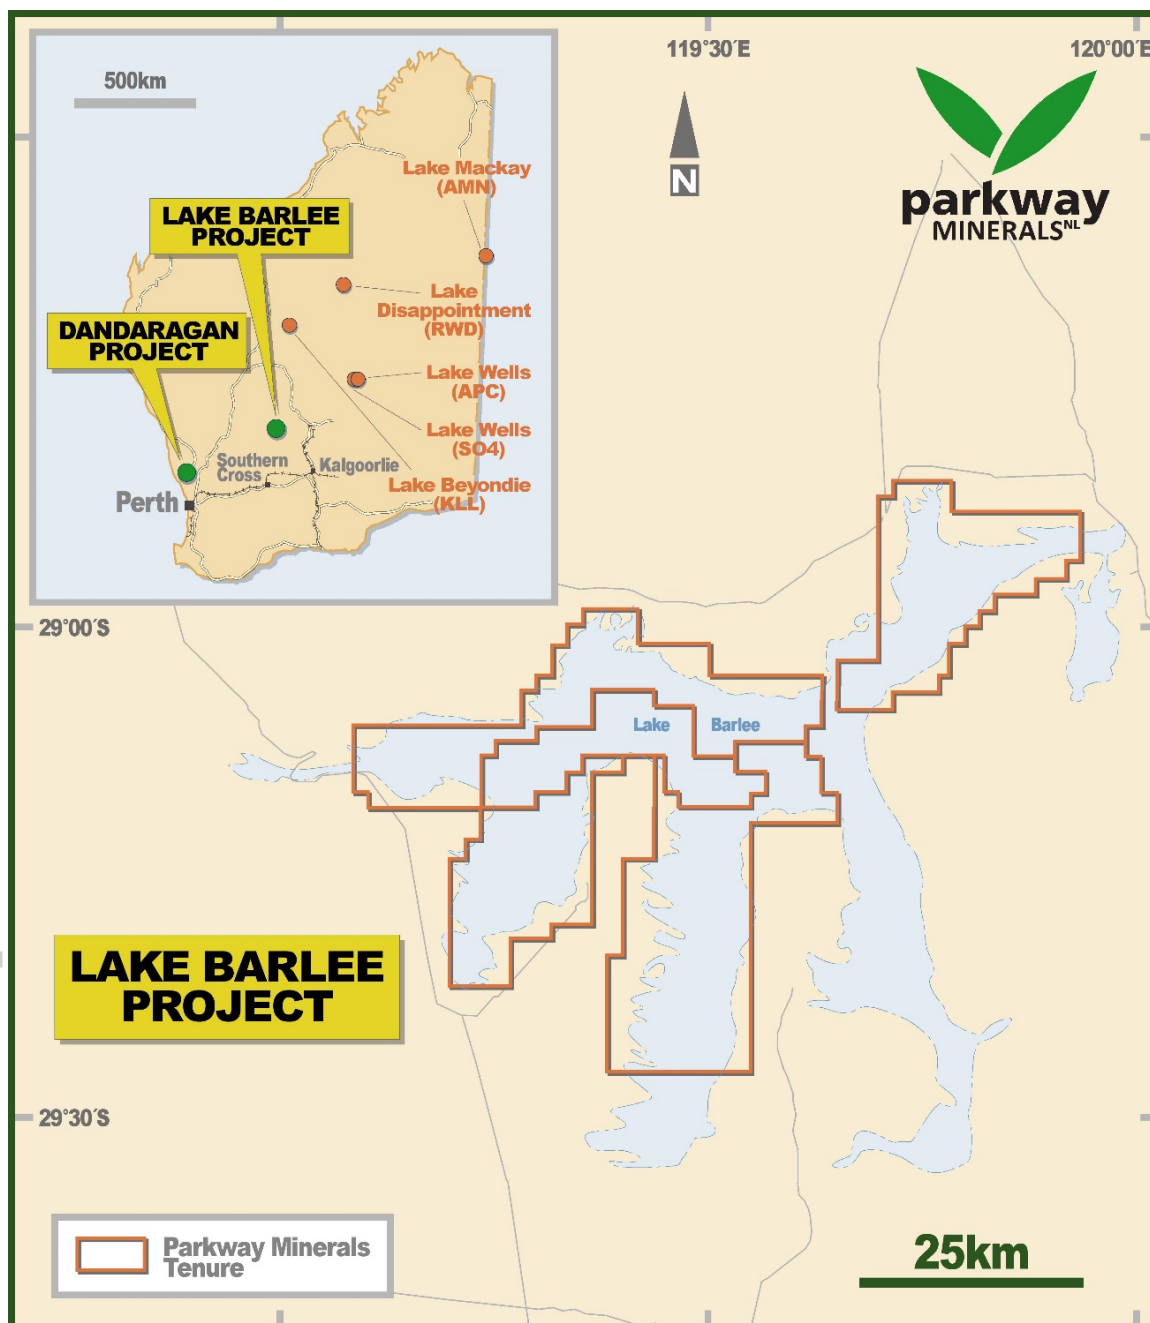 119°30´E
120°00´E
500km
Lake Mackay
(AMN)
LAKE BARLEE
PROJECT
Lake
Disappointment
(RWD)
DANDARAGAN
PROJECT
Lake Wells
(APC)
Lake Wells
(SO4)
Southern
Cross
Kalgoorlie
Lake Beyondie
(KLL)
Perth
N
parkway
MINERALS NL
29°00´S
Lake Barlee
LAKE BARLEE
PROJECT
29°30´S
Parkway Minerals
Tenure
25km